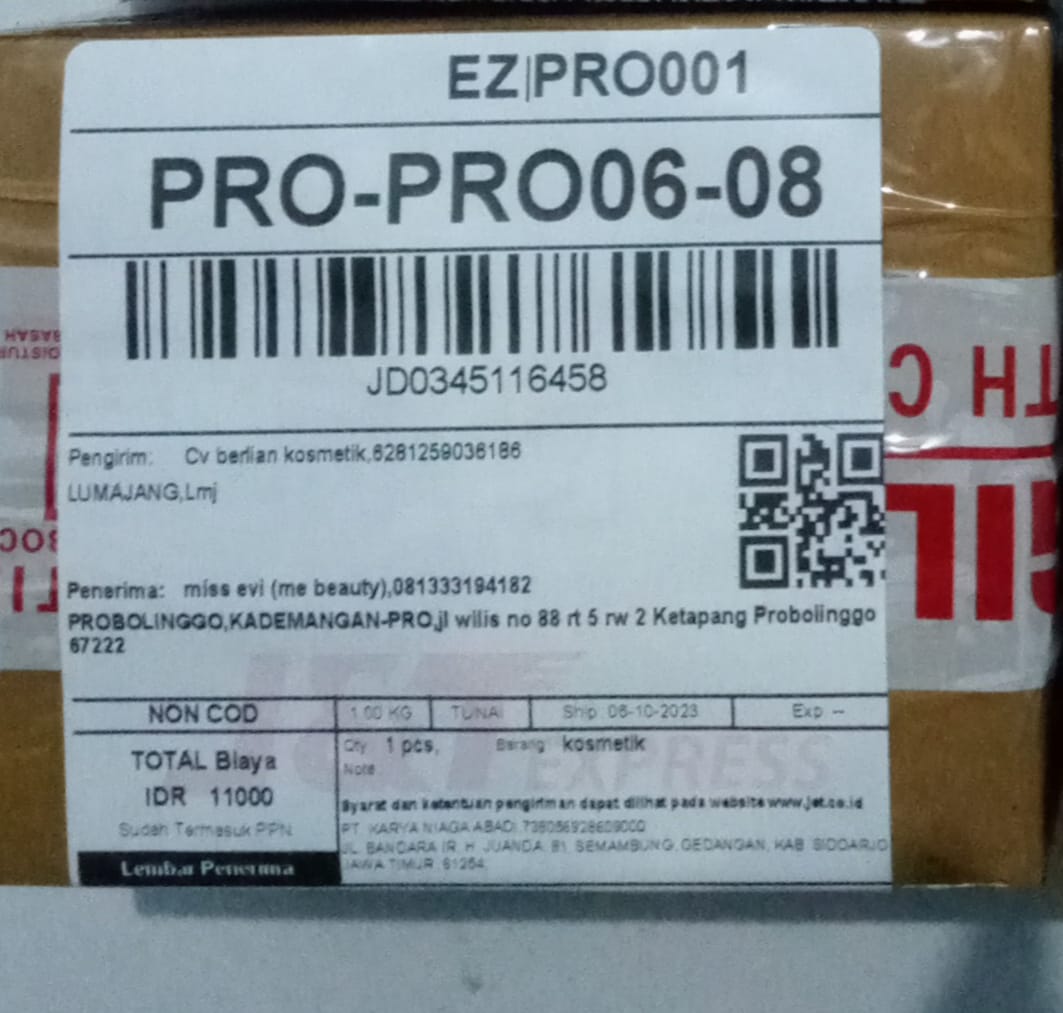 EZ|PRO001
PRO-PRO06-08
JD0345116458
Pengirim: Cv berlian kosmetik,6281259036186
LUMAJANG,Lmj
Penerima: miss evi (me beauty),081333194182
PROBOLINGGO,KADEMANGAN-PRO,jl wilis no 88 rt 5 rw 2 Ketapang Probolinggo
67222
J&T EXPRESS
NON COD 1.00 KG TUNAI Ship: 06-10-2023 Exp: --
TOTAL Biaya
IDR 11000
Sudah Termasuk PPN
Lembar Penerima
Qty 1 pcs, Barang kosmetik
Note
Syarat dan ketentuan pengiriman dapat dilihat pada website www.jet.co.id
PT. KARYA NIAGA ABADI
JL. BANDARA IR. H. JUANDA, 81, SEMAMBUNG, GEDANGAN, KAB. SIDOARJO
JAWA TIMUR, 61254
TH C